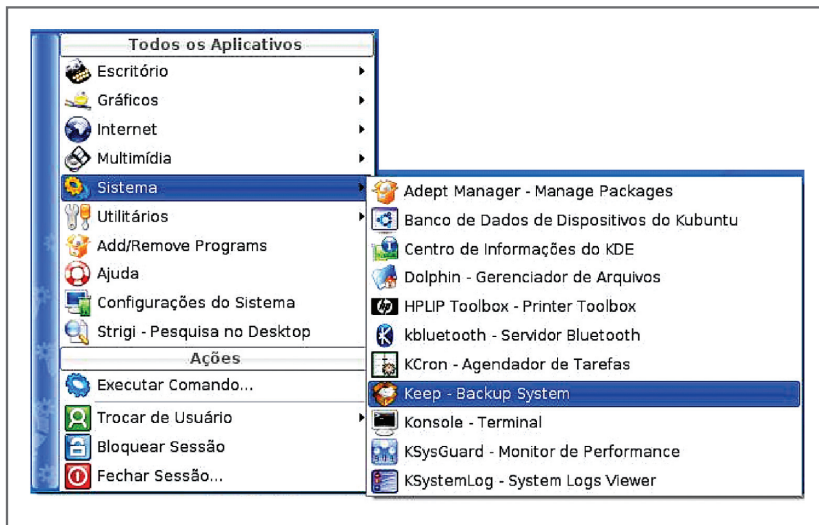 Todos os Aplicativos
Escritório
Gráficos
Internet
Multimídia
Sistema
Utilitários
Add/Remove Programs
Ajuda
Configurações do Sistema
Strigi - Pesquisa no Desktop
Ações
Executar Comando...
Trocar de Usuário
Bloquear Sessão
Fechar Sessão...
Adept Manager - Manage Packages
Banco de Dados de Dispositivos do Kubuntu
Centro de Informações do KDE
Dolphin - Gerenciador de Arquivos
hp HPLIP Toolbox - Printer Toolbox
kbluetooth - Servidor Bluetooth
KCron - Agendador de Tarefas
Keep - Backup System
Konsole - Terminal
KSysGuard - Monitor de Performance
KSystemLog - System Logs Viewer